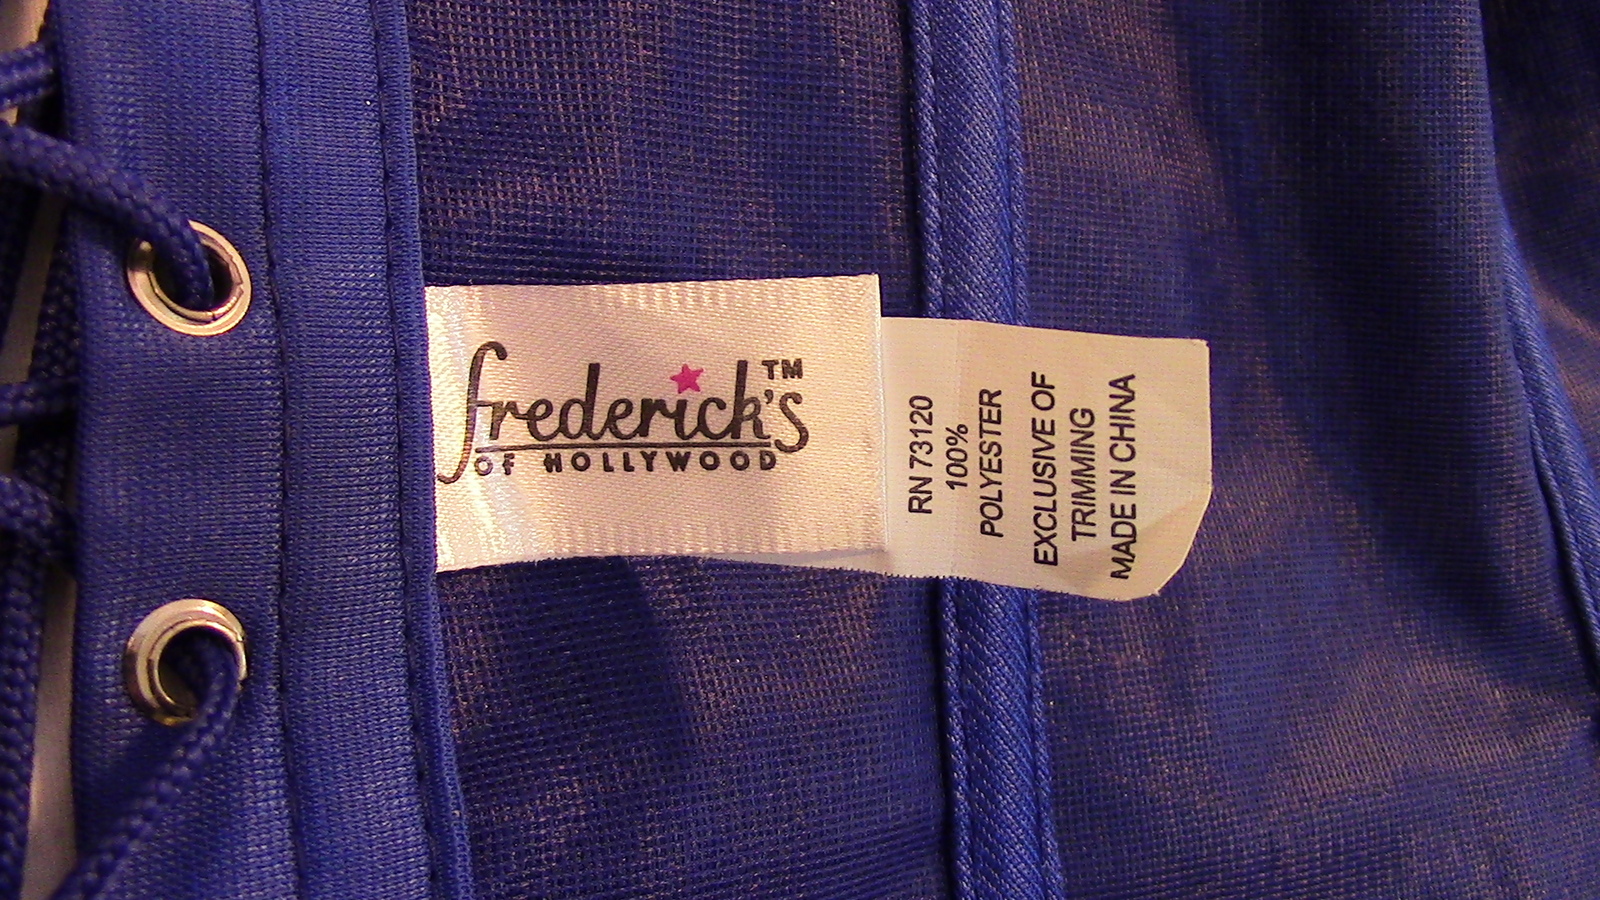 frederick's™
OF HOLLYWOOD
RN 73120
100%
POLYESTER
EXCLUSIVE OF
TRIMMING
MADE IN CHINA